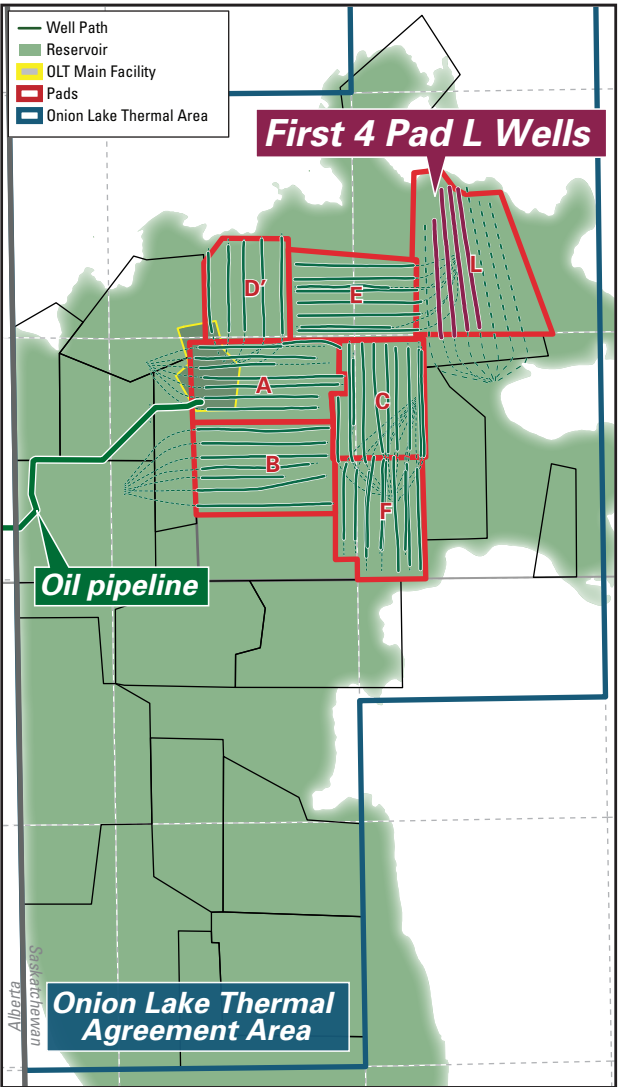 Well Path
Reservoir
OLT Main Facility
Pads
Onion Lake Thermal Area
First 4 Pad L Wells
L
D’
E
A
C
B
F
Oil pipeline
Alberta
Saskatchewan
Onion Lake Thermal
Agreement Area